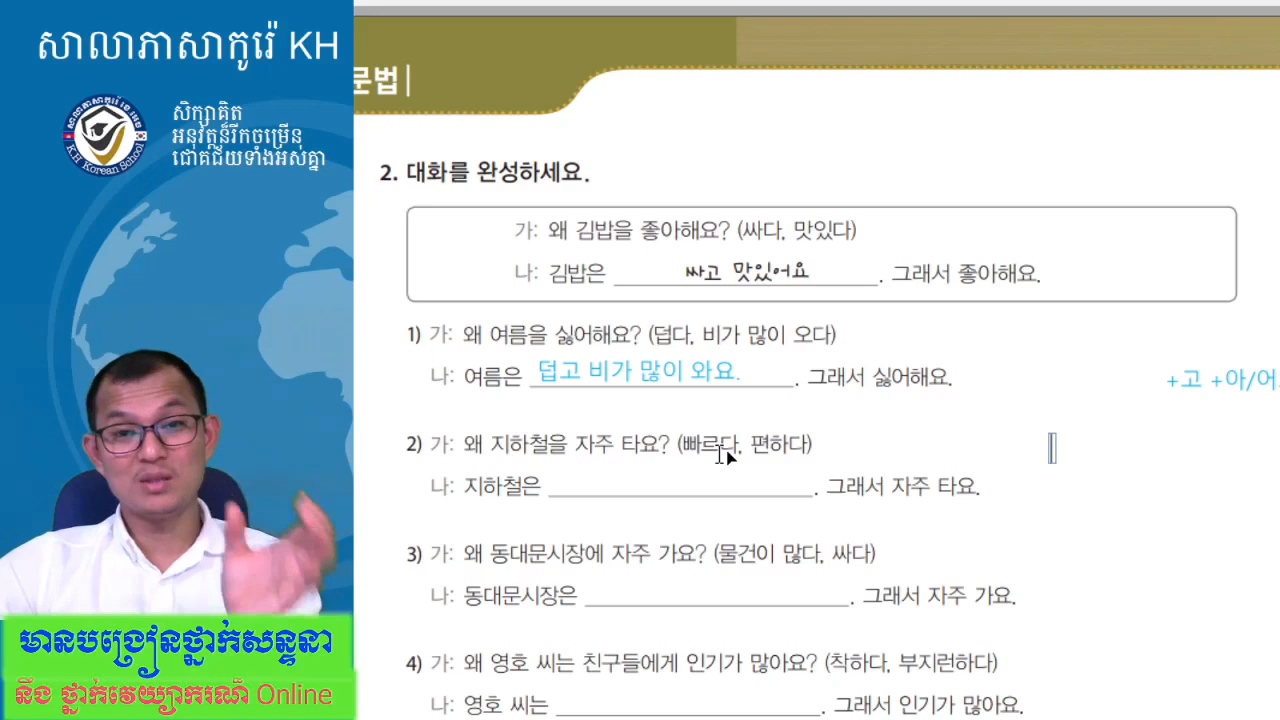 សាលាភាសាកូរ៉េ KH
សិក្សាគិត
អនុវត្តន៏រីកចម្រើន
ជោគជ័យទាំងអស់គ្នា
K.H Korean School
មានបង្រៀនថ្នាក់សន្ទនា
នឹង ថ្នាក់វេយ្យាករណ៏ Online
문법|
2. 대화를 완성하세요.
가: 왜 김밥을 좋아해요? (싸다, 맛있다)
나: 김밥은 싸고 맛있어요. 그래서 좋아해요.
1) 가: 왜 여름을 싫어해요? (덥다, 비가 많이 오다)
나: 여름은 덥고 비가 많이 와요. . 그래서 싫어해요.
+고 +아/어
2) 가: 왜 지하철을 자주 타요? (빠르다, 편하다)
나: 지하철은 . 그래서 자주 타요.
3) 가: 왜 동대문시장에 자주 가요? (물건이 많다, 싸다)
나: 동대문시장은 . 그래서 자주 가요.
4) 가: 왜 영호 씨는 친구들에게 인기가 많아요? (착하다, 부지런하다)
나: 영호 씨는 . 그래서 인기가 많아요.